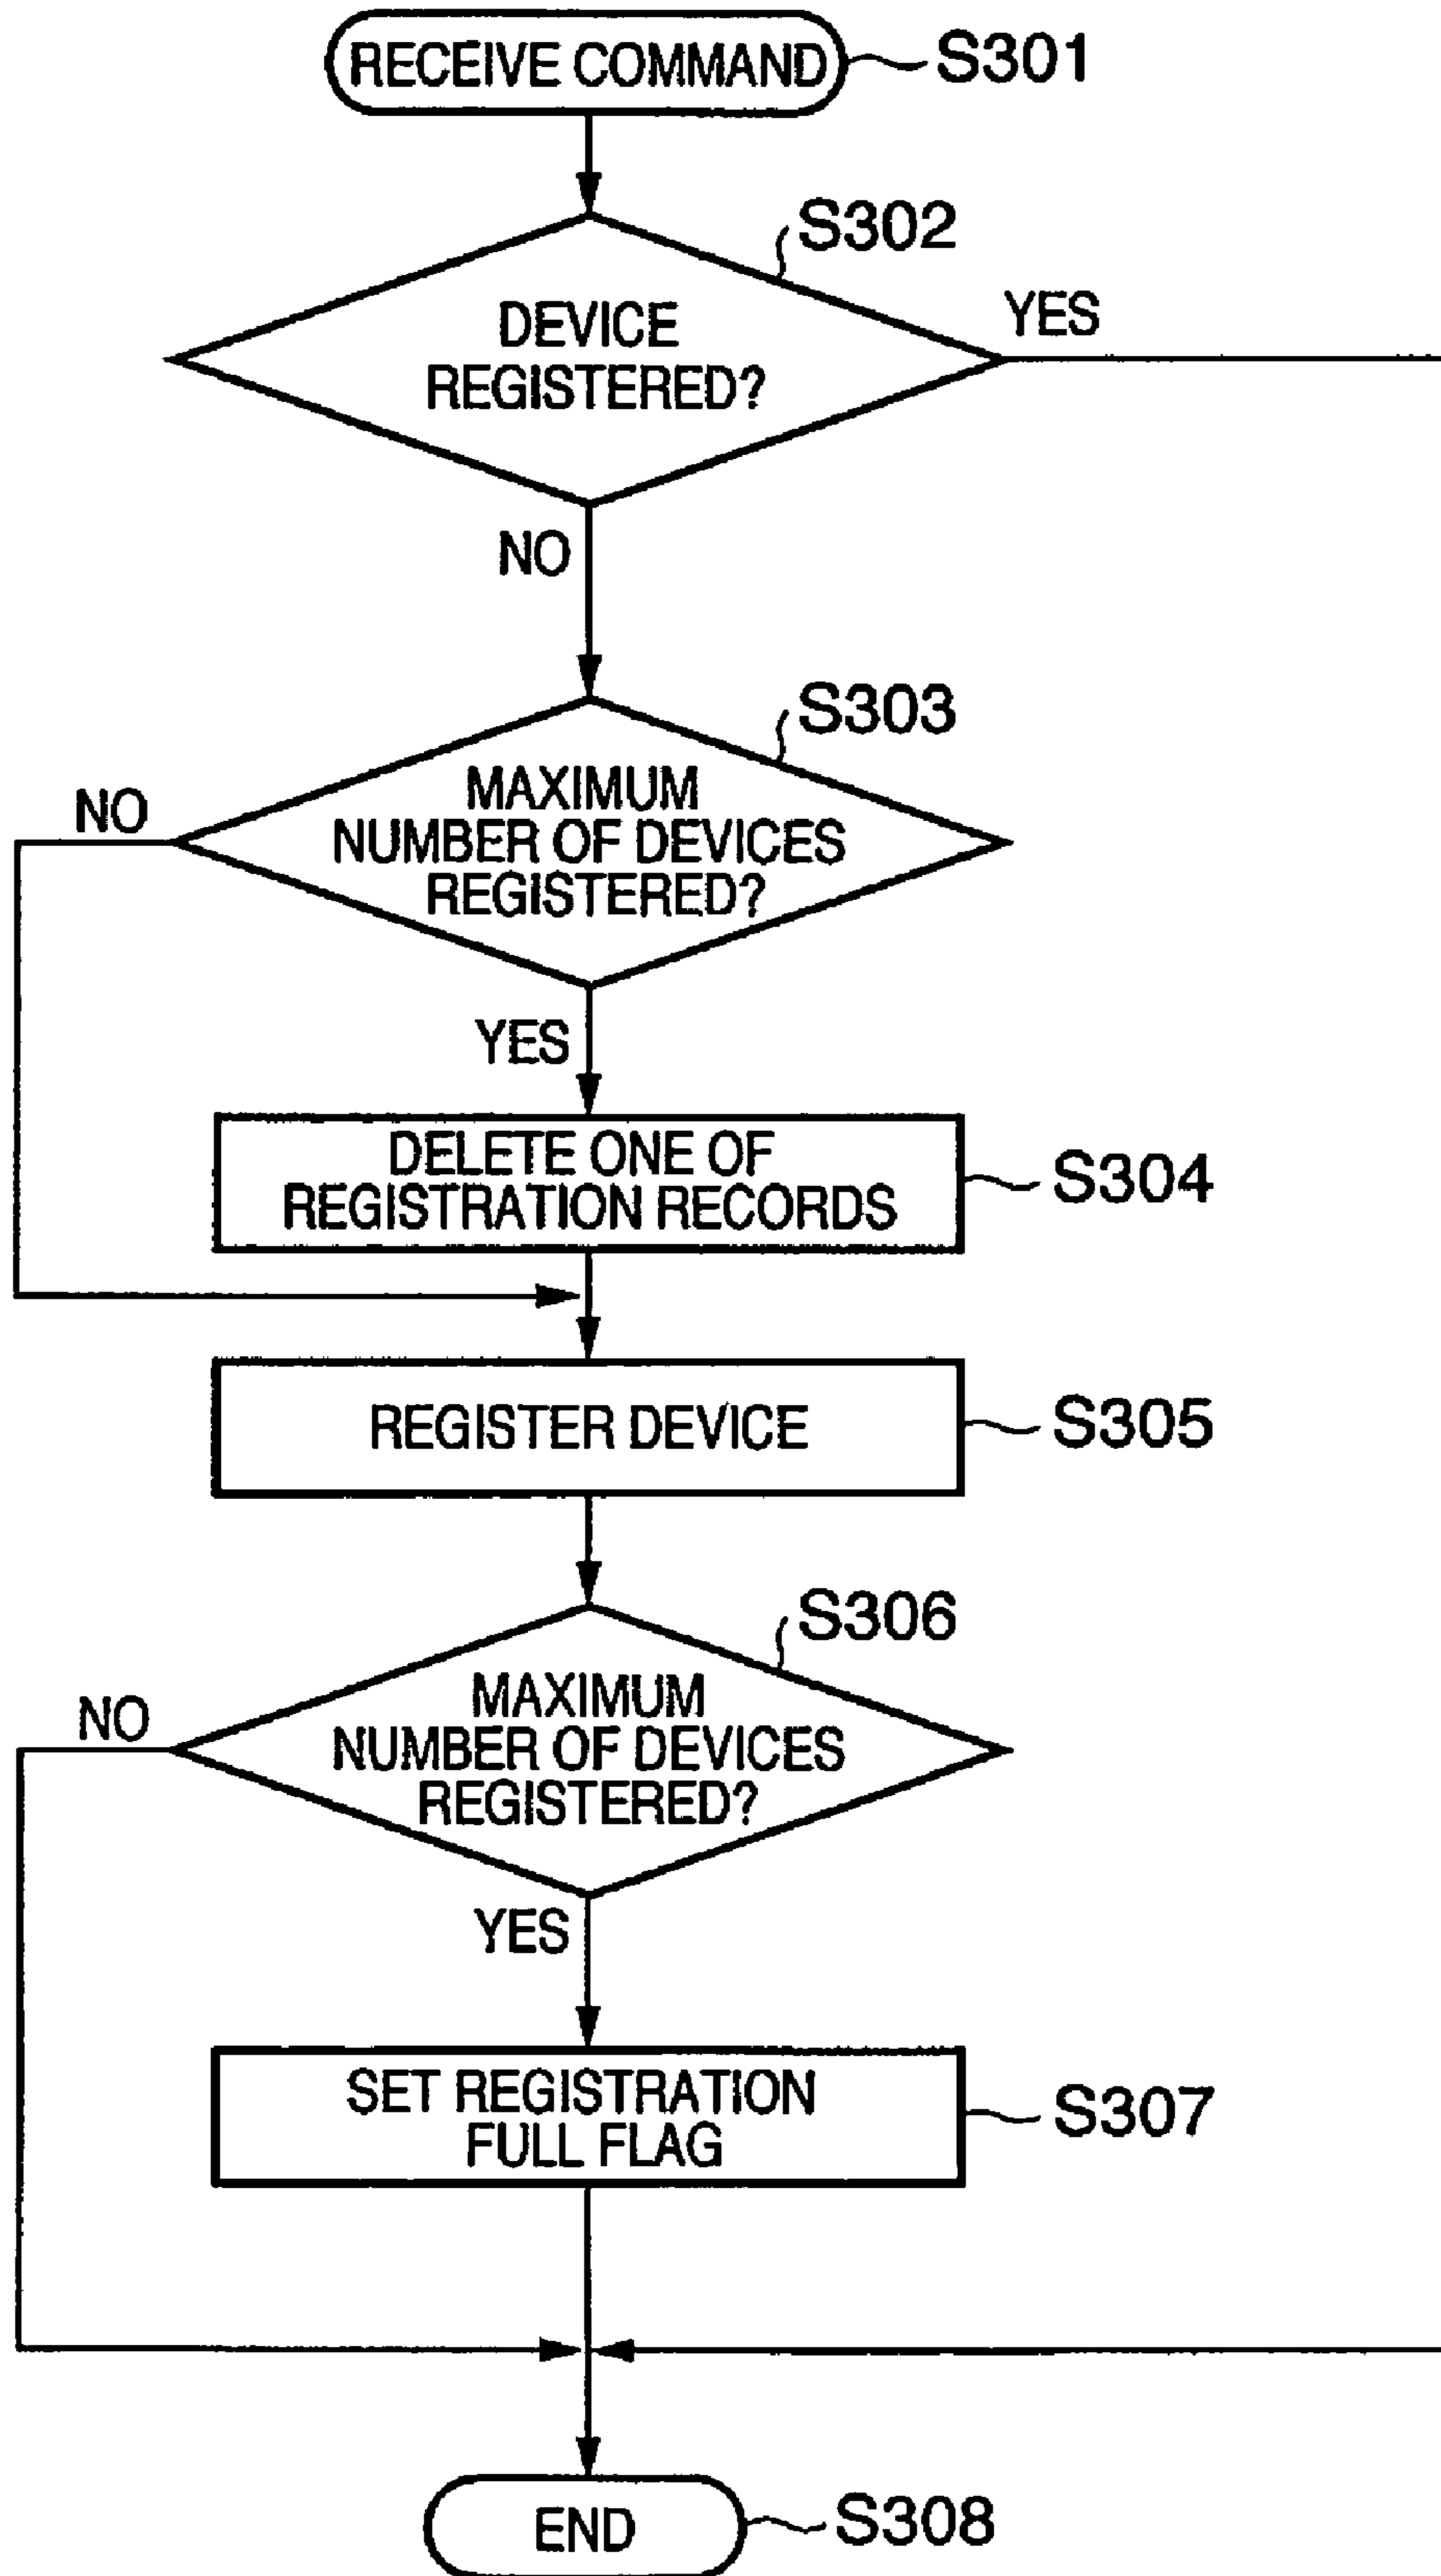 RECEIVE COMMAND
S301
S302
DEVICE
REGISTERED?
YES
NO
S303
MAXIMUM
NUMBER OF DEVICES
REGISTERED?
NO
YES
DELETE ONE OF
REGISTRATION RECORDS
S304
REGISTER DEVICE
S305
S306
MAXIMUM
NUMBER OF DEVICES
REGISTERED?
NO
YES
SET REGISTRATION
FULL FLAG
S307
END
S308